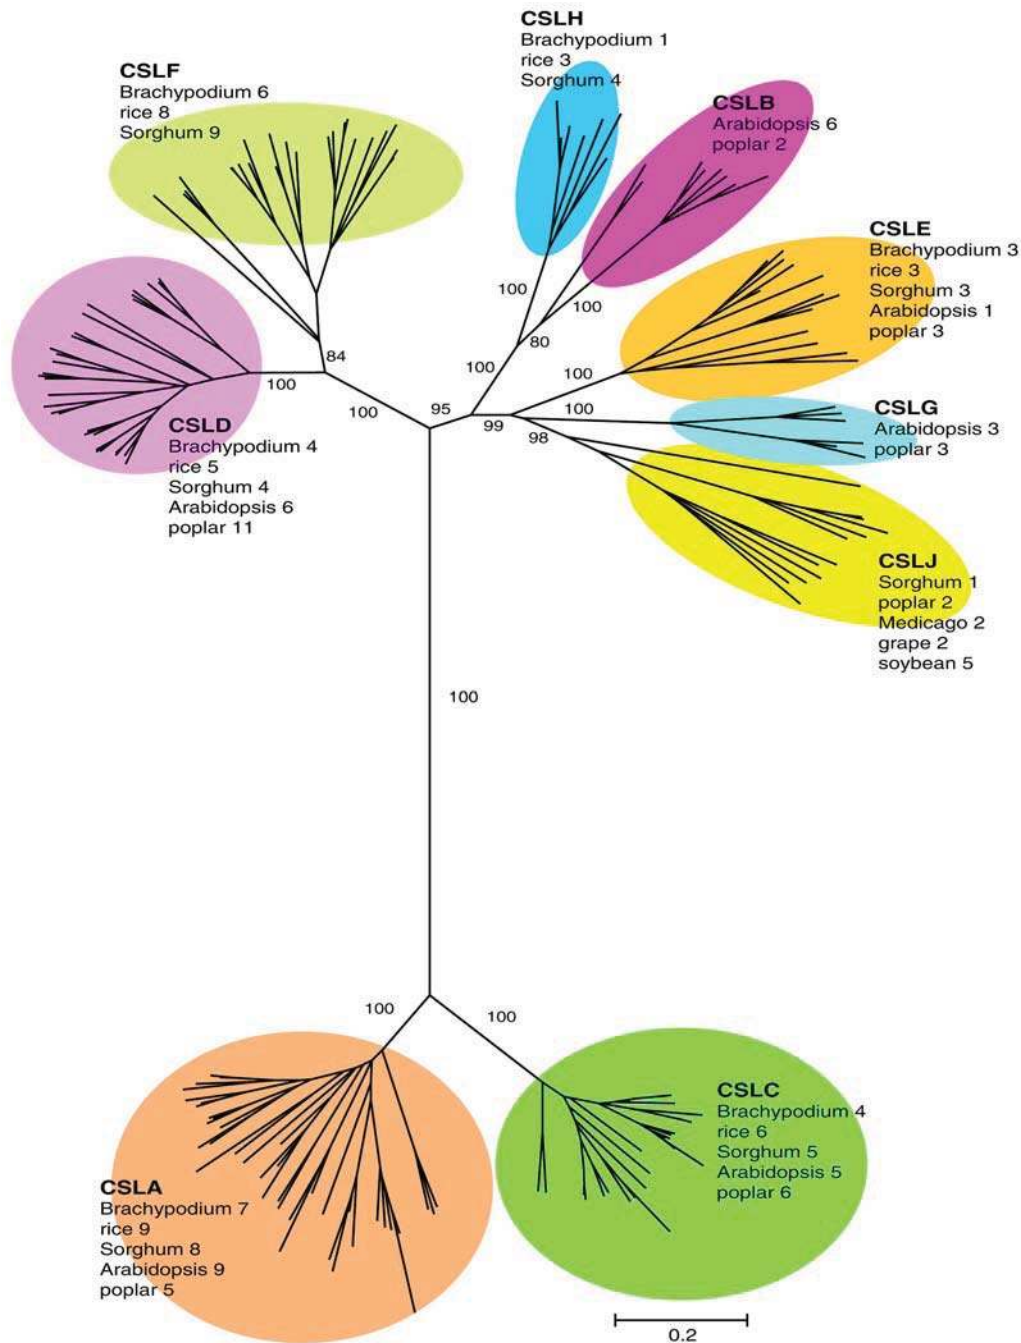 CSLH
Brachypodium 1
rice 3
Sorghum 4
CSLF
Brachypodium 6
rice 8
Sorghum 9
CSLB
Arabidopsis 6
poplar 2
CSLE
Brachypodium 3
rice 3
Sorghum 3
Arabidopsis 1
poplar 3
100
100
80
84
100
100
100
100
95
100
99
98
CSLG
Arabidopsis 3
poplar 3
CSLD
Brachypodium 4
rice 5
Sorghum 4
Arabidopsis 6
poplar 11
CSLJ
Sorghum 1
poplar 2
Medicago 2
grape 2
soybean 5
100
100
100
CSLC
Brachypodium 4
rice 6
Sorghum 5
Arabidopsis 5
poplar 6
CSLA
Brachypodium 7
rice 9
Sorghum 8
Arabidopsis 9
poplar 5
0.2